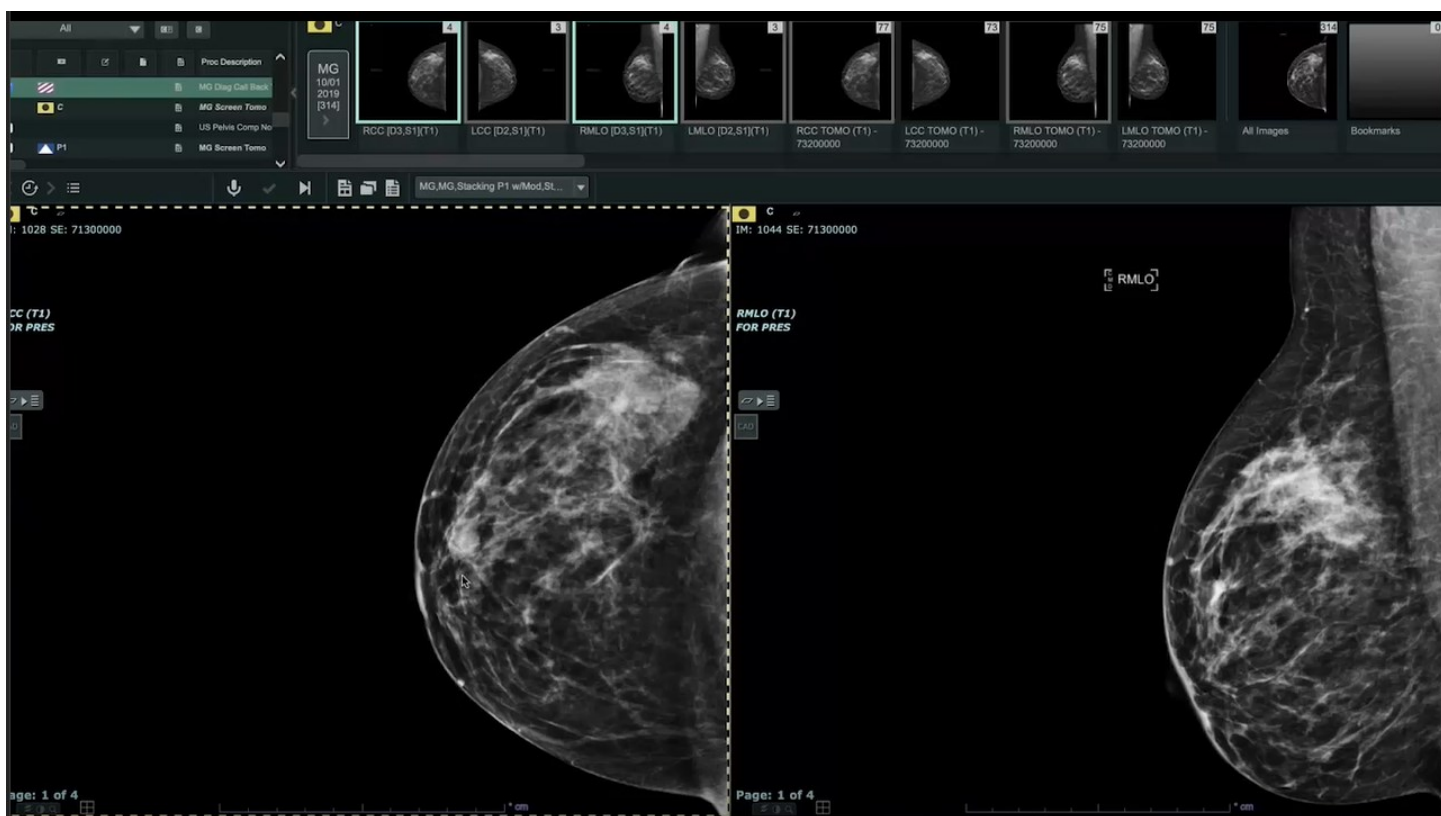 All
C
4
3
4
3
77
73
75
75
314
0
Proc Description
MG
10/01
2019
[314]
MG Diag Call Back
C
MG Screen Tomo
US Pelvis Comp No
P1
MG Screen Tomo
RCC [D3,S1](T1)
LCC [D2,S1](T1)
RMLO [D3,S1](T1)
LMLO [D2,S1](T1)
RCC TOMO (T1) -
73200000
LCC TOMO (T1) -
73200000
RMLO TOMO (T1) -
73200000
LMLO TOMO (T1) -
73200000
All Images
Bookmarks
MG,MG,Stacking P1 w/Mod,St...
C
: 1028 SE: 71300000
CC (T1)
OR PRES
age: 1 of 4
cm
C
IM: 1044 SE: 71300000
RMLO
RMLO (T1)
FOR PRES
CAD
Page: 1 of 4
cm